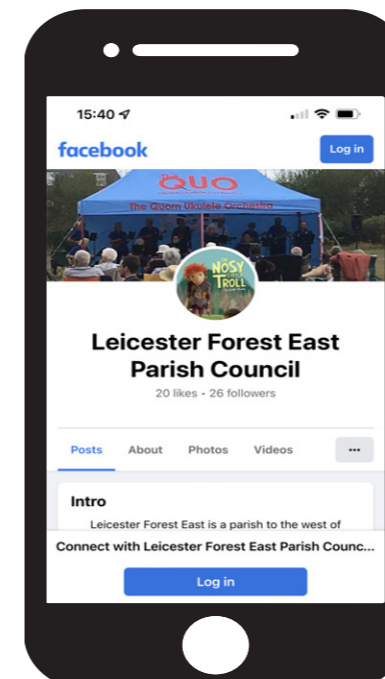 15:40
facebook
Log in
The
QUO
The Quorn Ukulele Orchestra
NOSY
LITTLE
TROLL
Leicester Forest East
Parish Council
20 likes • 26 followers
Posts About Photos Videos ...
Intro
Leicester Forest East is a parish to the west of
Connect with Leicester Forest East Parish Counc...
Log in